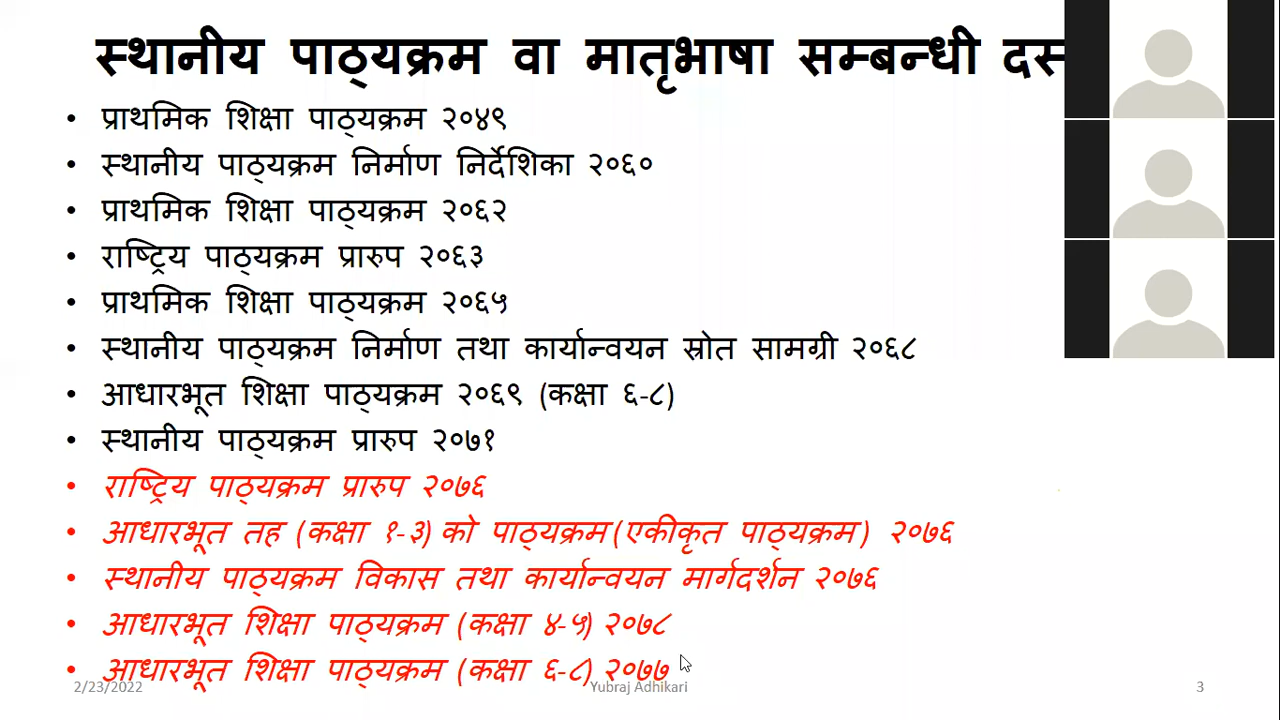 स्थानीय पाठ्यक्रम वा मातृभाषा सम्बन्धी
• प्राथमिक शिक्षा पाठ्यक्रम २०४९
• स्थानीय पाठ्यक्रम निर्माण निर्देशिका २०६०
• प्राथमिक शिक्षा पाठ्यक्रम २०६२
• राष्ट्रिय पाठ्यक्रम प्रारुप २०६३
• प्राथमिक शिक्षा पाठ्यक्रम २०६५
• स्थानीय पाठ्यक्रम निर्माण तथा कार्यान्वयन स्रोत सामग्री २०६८
• आधारभूत शिक्षा पाठ्यक्रम २०६९ (कक्षा ६-८)
• स्थानीय पाठ्यक्रम प्रारुप २०७१
• राष्ट्रिय पाठ्यक्रम प्रारुप २०७६
• आधारभूत तह (कक्षा १-३) को पाठ्यक्रम(एकीकृत पाठ्यक्रम) २०७६
• स्थानीय पाठ्यक्रम विकास तथा कार्यान्वयन मार्गदर्शन २०७६
• आधारभूत शिक्षा पाठ्यक्रम (कक्षा ४-५) २०७८
• आधारभूत शिक्षा पाठ्यक्रम (कक्षा ६-८) २०७७
2/23/2022 Yubraj Adhikari 3